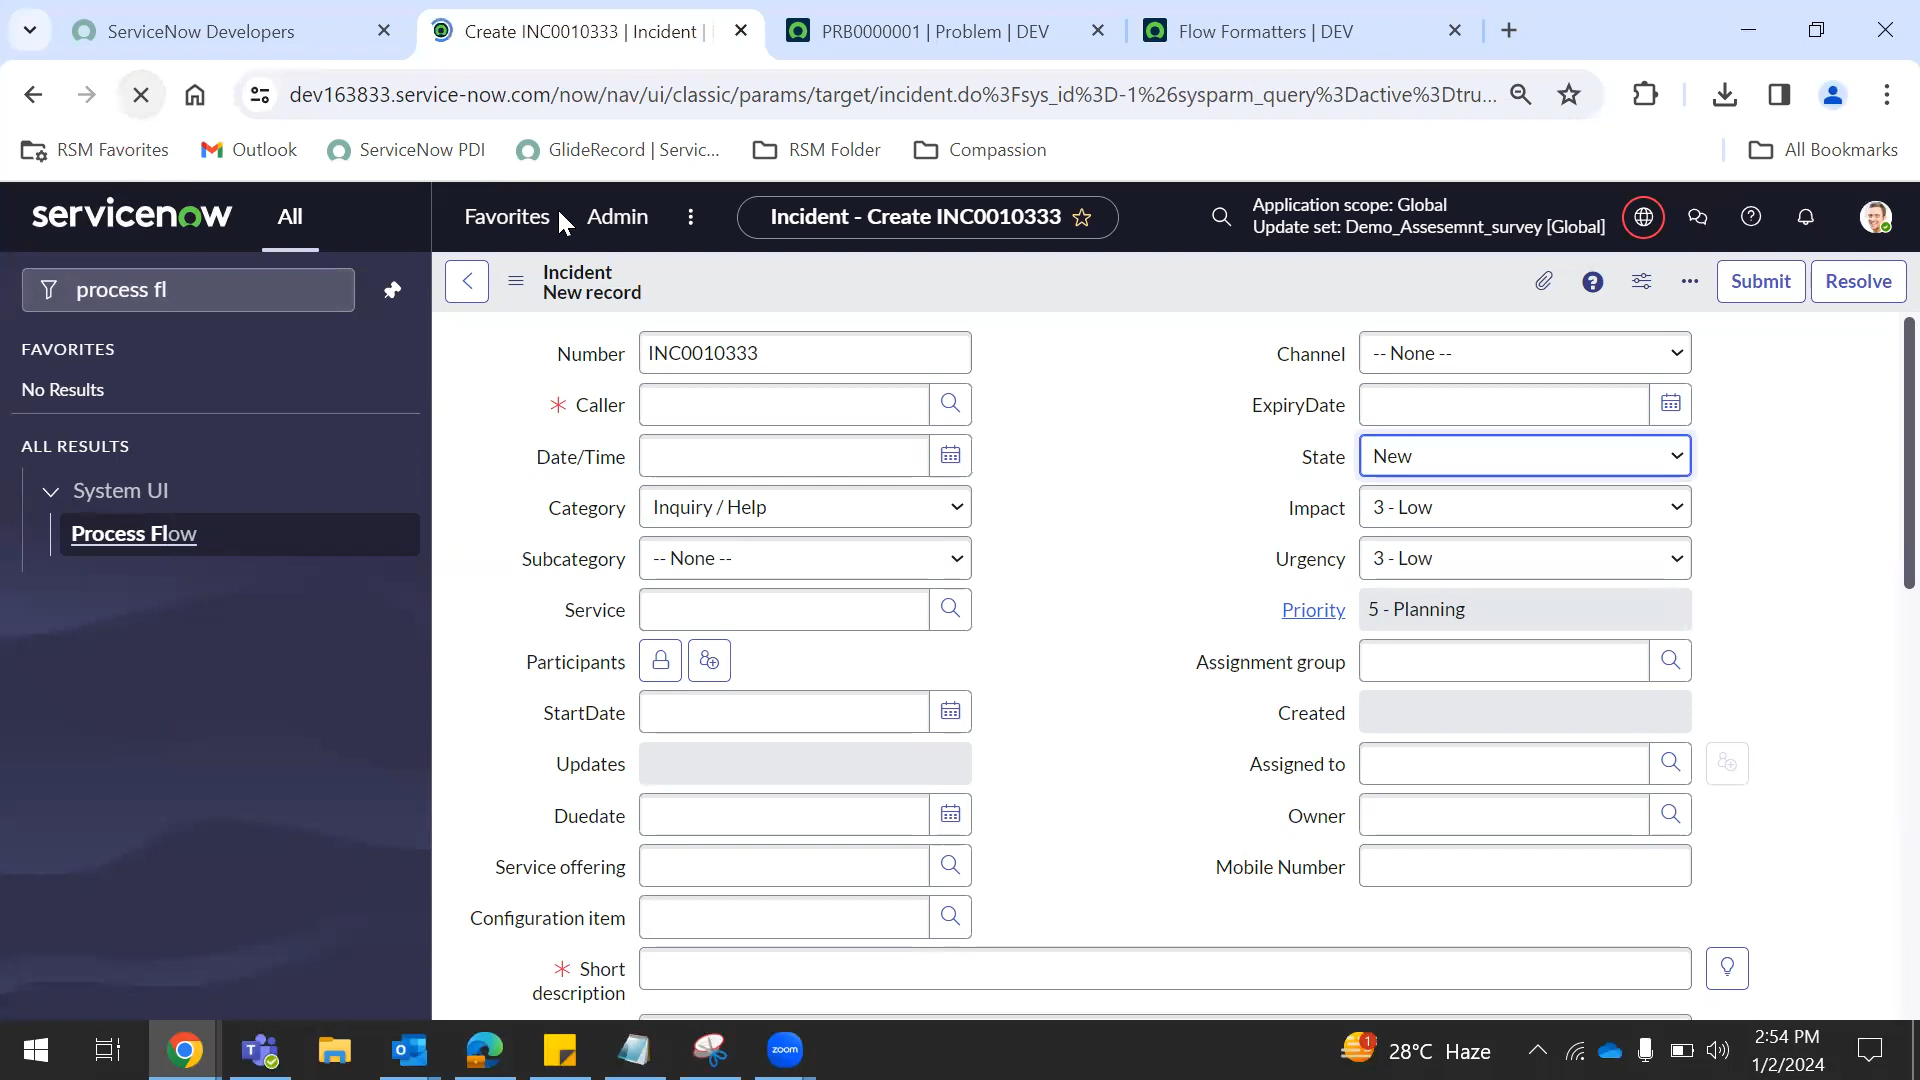 ServiceNow Developers
Create INC0010333 | Incident |
PRB0000001 | Problem | DEV
Flow Formatters | DEV
dev163833.service-now.com/now/nav/ui/classic/params/target/incident.do%3Fsys_id%3D-1%26sysparm_query%3Dactive%3Dtru...
RSM Favorites
Outlook
ServiceNow PDI
GlideRecord | Servic...
RSM Folder
Compassion
All Bookmarks
servicenow
All
Favorites
Admin
Incident - Create INC0010333
Application scope: Global
Update set: Demo_Assesemnt_survey [Global]
process fl
FAVORITES
No Results
ALL RESULTS
System UI
Process Flow
Incident
New record
Submit
Resolve
Number
INC0010333
Channel
-- None --
* Caller
ExpiryDate
Date/Time
State
New
Category
Inquiry / Help
Impact
3 - Low
Subcategory
-- None --
Urgency
3 - Low
Service
Priority
5 - Planning
Participants
Assignment group
StartDate
Created
Updates
Assigned to
Duedate
Owner
Service offering
Mobile Number
Configuration item
* Short
description
zoom
1
28°C Haze
2:54 PM
1/2/2024